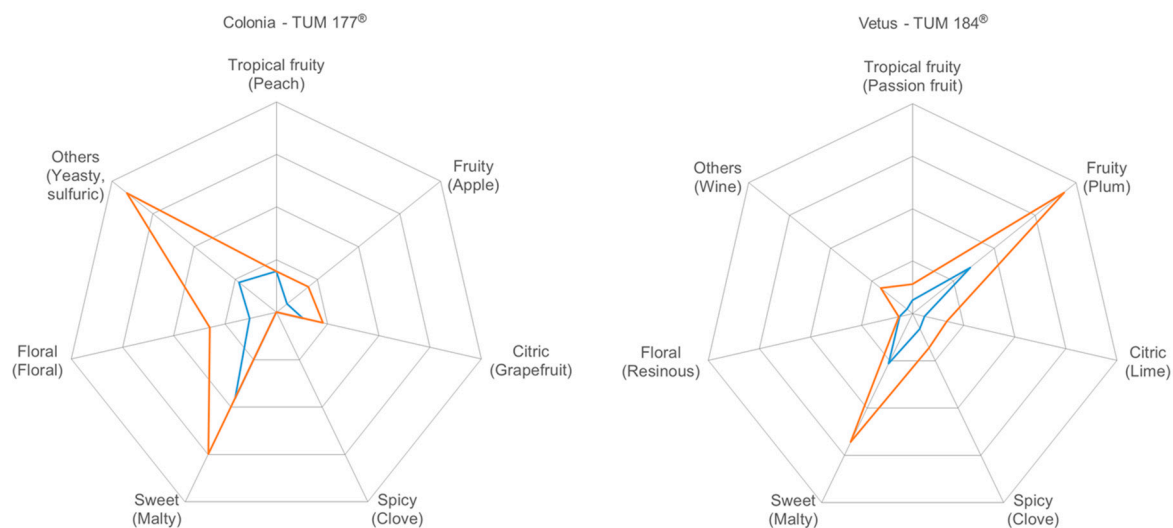 Colonia - TUM 177®
Tropical fruity
(Peach)
Others
(Yeasty,
sulfuric)
Fruity
(Apple)
Floral
(Floral)
Citric
(Grapefruit)
Sweet
(Malty)
Spicy
(Clove)
Vetus - TUM 184®
Tropical fruity
(Passion fruit)
Others
(Wine)
Fruity
(Plum)
Floral
(Resinous)
Citric
(Lime)
Sweet
(Malty)
Spicy
(Clove)